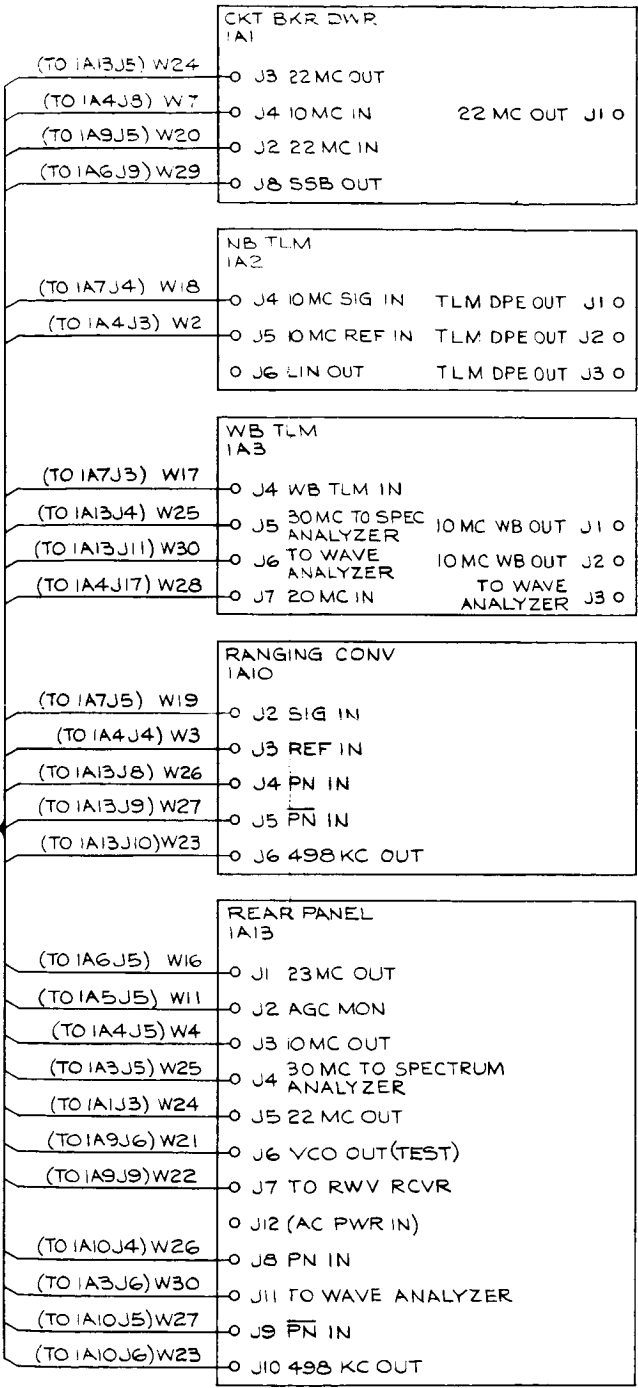 CKT BKR DWR
1A1
(TO 1A13J5) W24 J3 22 MC OUT
(TO 1A4J8) W7 J4 10 MC IN 22 MC OUT J1
(TO 1A9J5) W20 J2 22 MC IN
(TO 1A6J9) W29 J8 SSB OUT
NB TLM
1A2
(TO 1A7J4) W18 J4 10 MC SIG IN TLM DPE OUT J1
(TO 1A4J3) W2 J5 10 MC REF IN TLM DPE OUT J2
J6 LIN OUT TLM DPE OUT J3
WB TLM
1A3
(TO 1A7J3) W17 J4 WB TLM IN
(TO 1A13J4) W25 J5 30 MC TO SPEC
ANALYZER 10 MC WB OUT J1
(TO 1A13J11) W30 J6 TO WAVE
ANALYZER 10 MC WB OUT J2
(TO 1A4J17) W28 J7 20 MC IN TO WAVE
ANALYZER J3
RANGING CONV
1A10
(TO 1A7J5) W19 J2 SIG IN
(TO 1A4J4) W3 J3 REF IN
(TO 1A13J8) W26 J4 PN IN
(TO 1A13J9) W27 J5 P̅N̅ IN
(TO 1A13J10) W23 J6 498 KC OUT
REAR PANEL
1A13
(TO 1A6J5) W16 J1 23 MC OUT
(TO 1A5J5) W11 J2 AGC MON
(TO 1A4J5) W4 J3 10 MC OUT
(TO 1A3J5) W25 J4 30 MC TO SPECTRUM
ANALYZER
(TO 1A1J3) W24 J5 22 MC OUT
(TO 1A9J6) W21 J6 VCO OUT (TEST)
(TO 1A9J9) W22 J7 TO RWV RCVR
J12 (AC PWR IN)
(TO 1A10J4) W26 J8 PN IN
(TO 1A3J6) W30 J11 TO WAVE ANALYZER
(TO 1A10J5) W27 J9 P̅N̅ IN
(TO 1A10J6) W23 J10 498 KC OUT